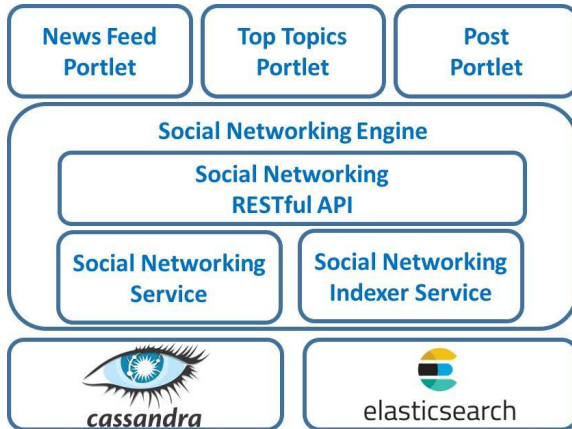 News Feed
Portlet
Top Topics
Portlet
Post
Portlet
Social Networking Engine
Social Networking
RESTful API
Social Networking
Service
Social Networking
Indexer Service
cassandra
elasticsearch